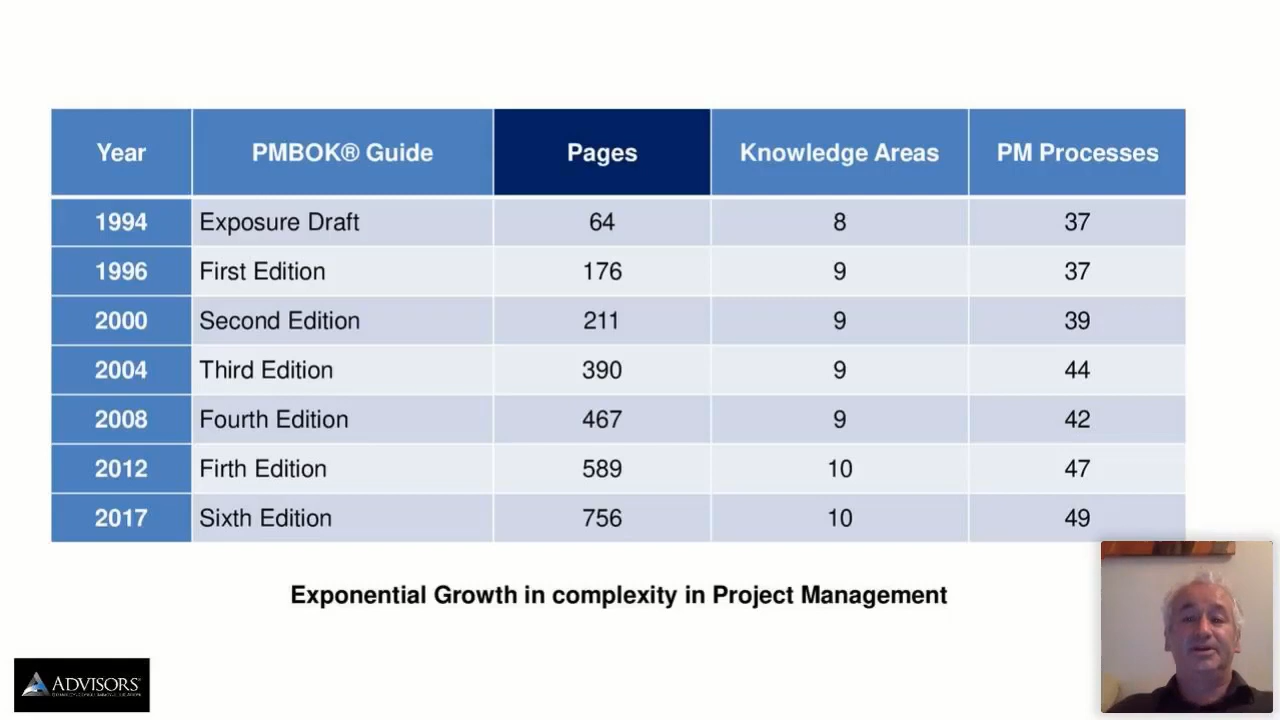 Year PMBOK® Guide Pages Knowledge Areas PM Processes
1994 Exposure Draft 64 8 37
1996 First Edition 176 9 37
2000 Second Edition 211 9 39
2004 Third Edition 390 9 44
2008 Fourth Edition 467 9 42
2012 Firth Edition 589 10 47
2017 Sixth Edition 756 10 49
Exponential Growth in complexity in Project Management
ADVISORS